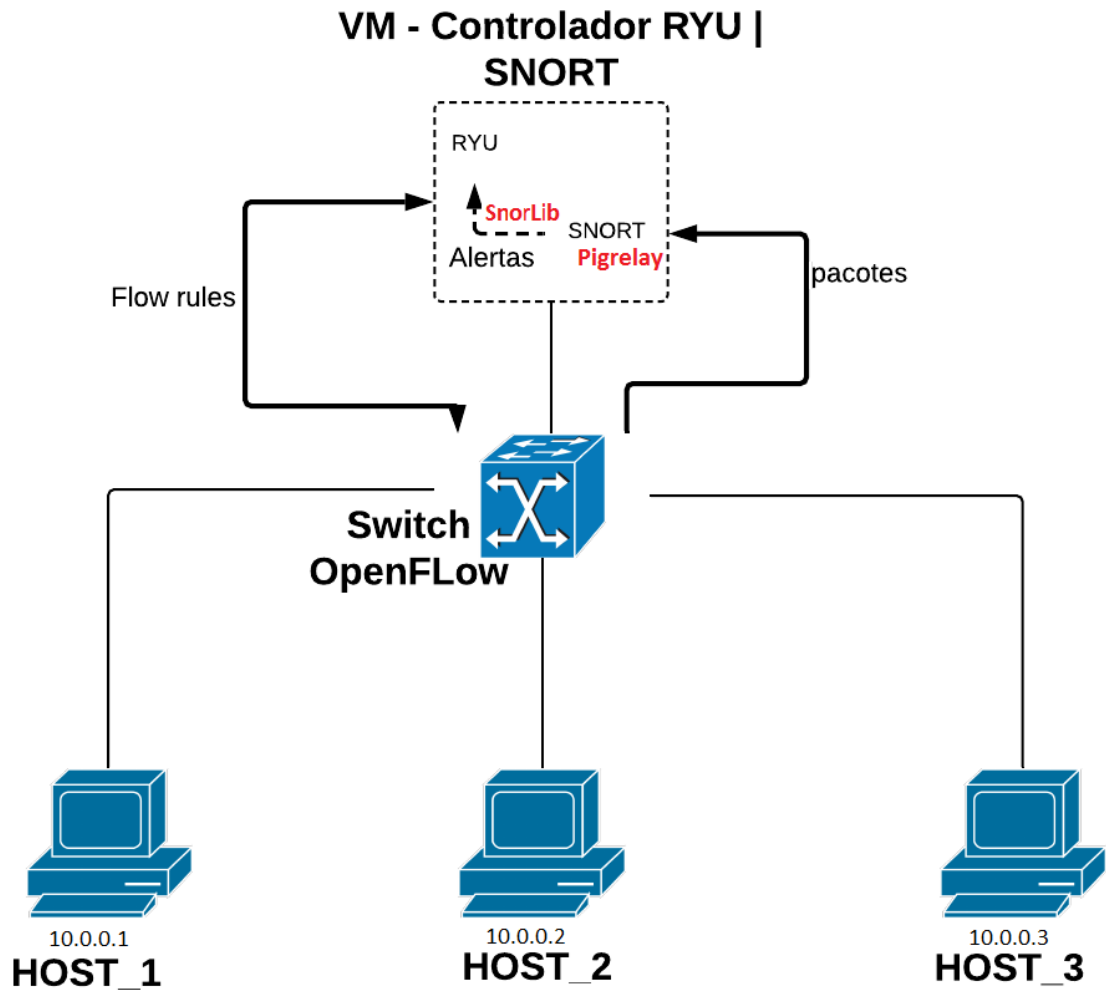 VM - Controlador RYU |
SNORT
RYU
SnorLib
SNORT
Alertas
Pigrelay
Flow rules
pacotes
Switch
OpenFLow
10.0.0.1
10.0.0.2
10.0.0.3
HOST_1
HOST_2
HOST_3